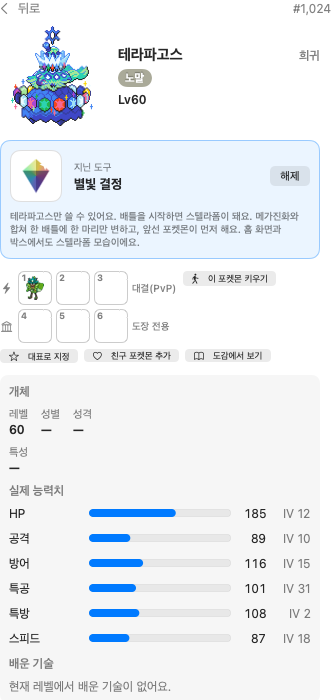 뒤로 #1,024
테라파고스 희귀
노말
Lv60
지닌 도구
별빛 결정 해제
테라파고스만 쓸 수 있어요. 배틀을 시작하면 스텔라폼이 돼요. 메가진화와
합쳐 한 배틀에 한 마리만 변하고, 앞선 포켓몬이 먼저 해요. 홈 화면과
박스에서도 스텔라폼 모습이에요.
1 2 3 대결(PvP) 이 포켓몬 키우기
4 5 6 도장 전용
대표로 지정 친구 포켓몬 추가 도감에서 보기
개체
레벨 성별 성격
60 — —
특성
—
실제 능력치
HP 185 IV 12
공격 89 IV 10
방어 116 IV 15
특공 101 IV 31
특방 108 IV 2
스피드 87 IV 18
배운 기술
현재 레벨에서 배운 기술이 없어요.